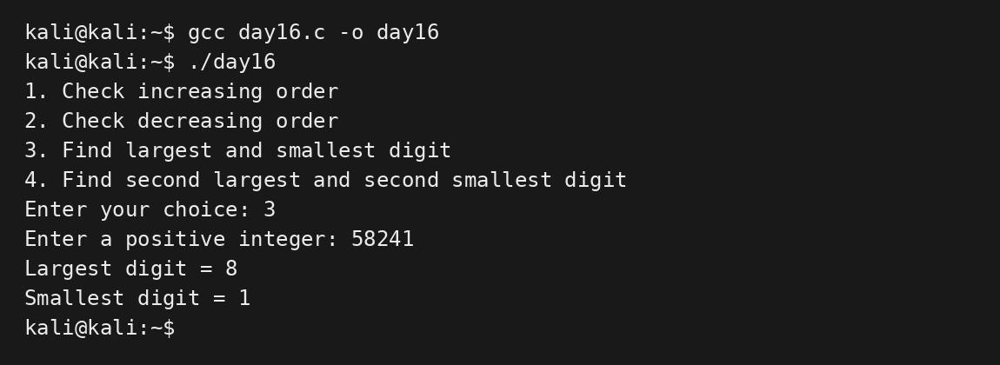 kali@kali:~$ gcc day16.c -o day16
kali@kali:~$ ./day16
1. Check increasing order
2. Check decreasing order
3. Find largest and smallest digit
4. Find second largest and second smallest digit
Enter your choice: 3
Enter a positive integer: 58241
Largest digit = 8
Smallest digit = 1
kali@kali:~$